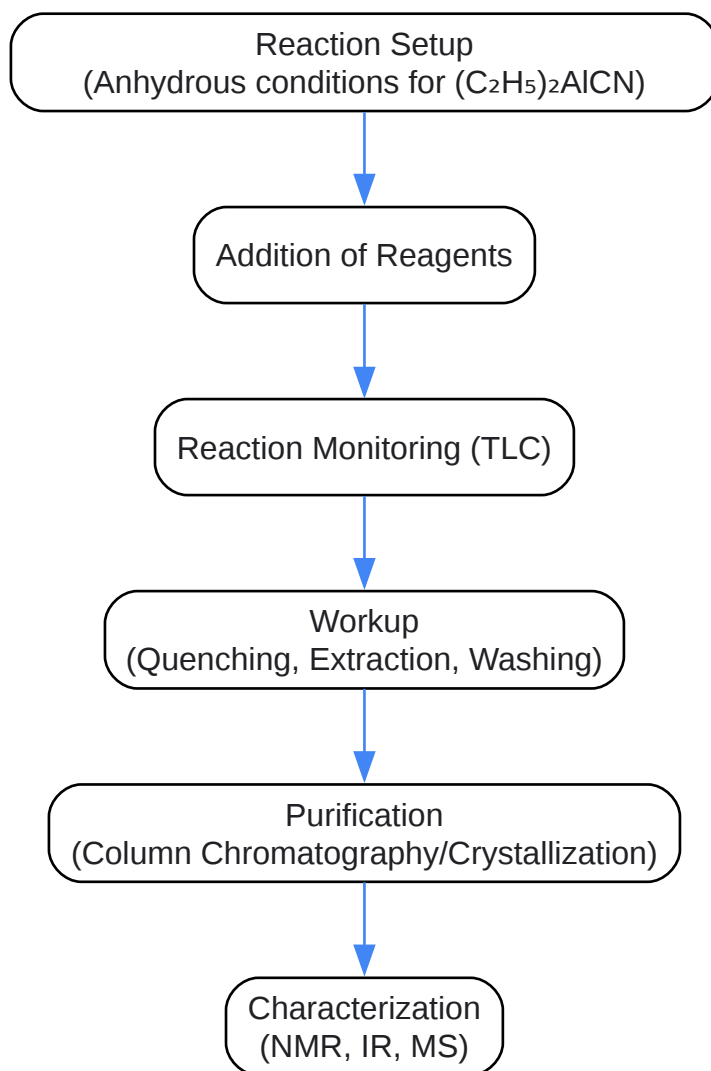 Reaction Setup
(Anhydrous conditions for (C₂H₅)₂AlCN)
Addition of Reagents
Reaction Monitoring (TLC)
Workup
(Quenching, Extraction, Washing)
Purification
(Column Chromatography/Crystallization)
Characterization
(NMR, IR, MS)